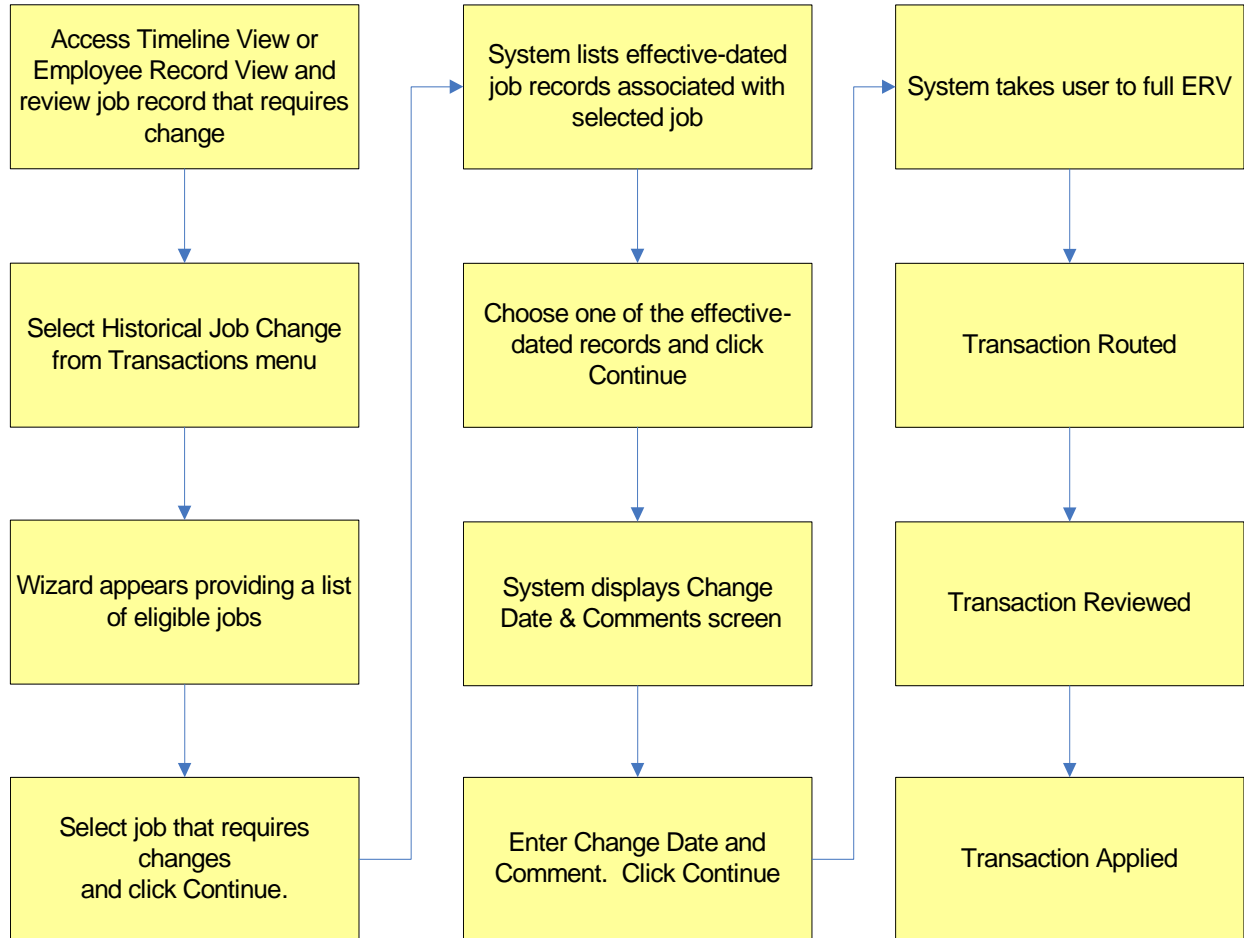 Access Timeline View or
Employee Record View and
review job record that requires
change
Select Historical Job Change
from Transactions menu
Wizard appears providing a list
of eligible jobs
Select job that requires
changes
and click Continue.
System lists effective-dated
job records associated with
selected job
Choose one of the effective-
dated records and click
Continue
System displays Change
Date & Comments screen
Enter Change Date and
Comment.  Click Continue
System takes user to full ERV
Transaction Routed
Transaction Reviewed
Transaction Applied